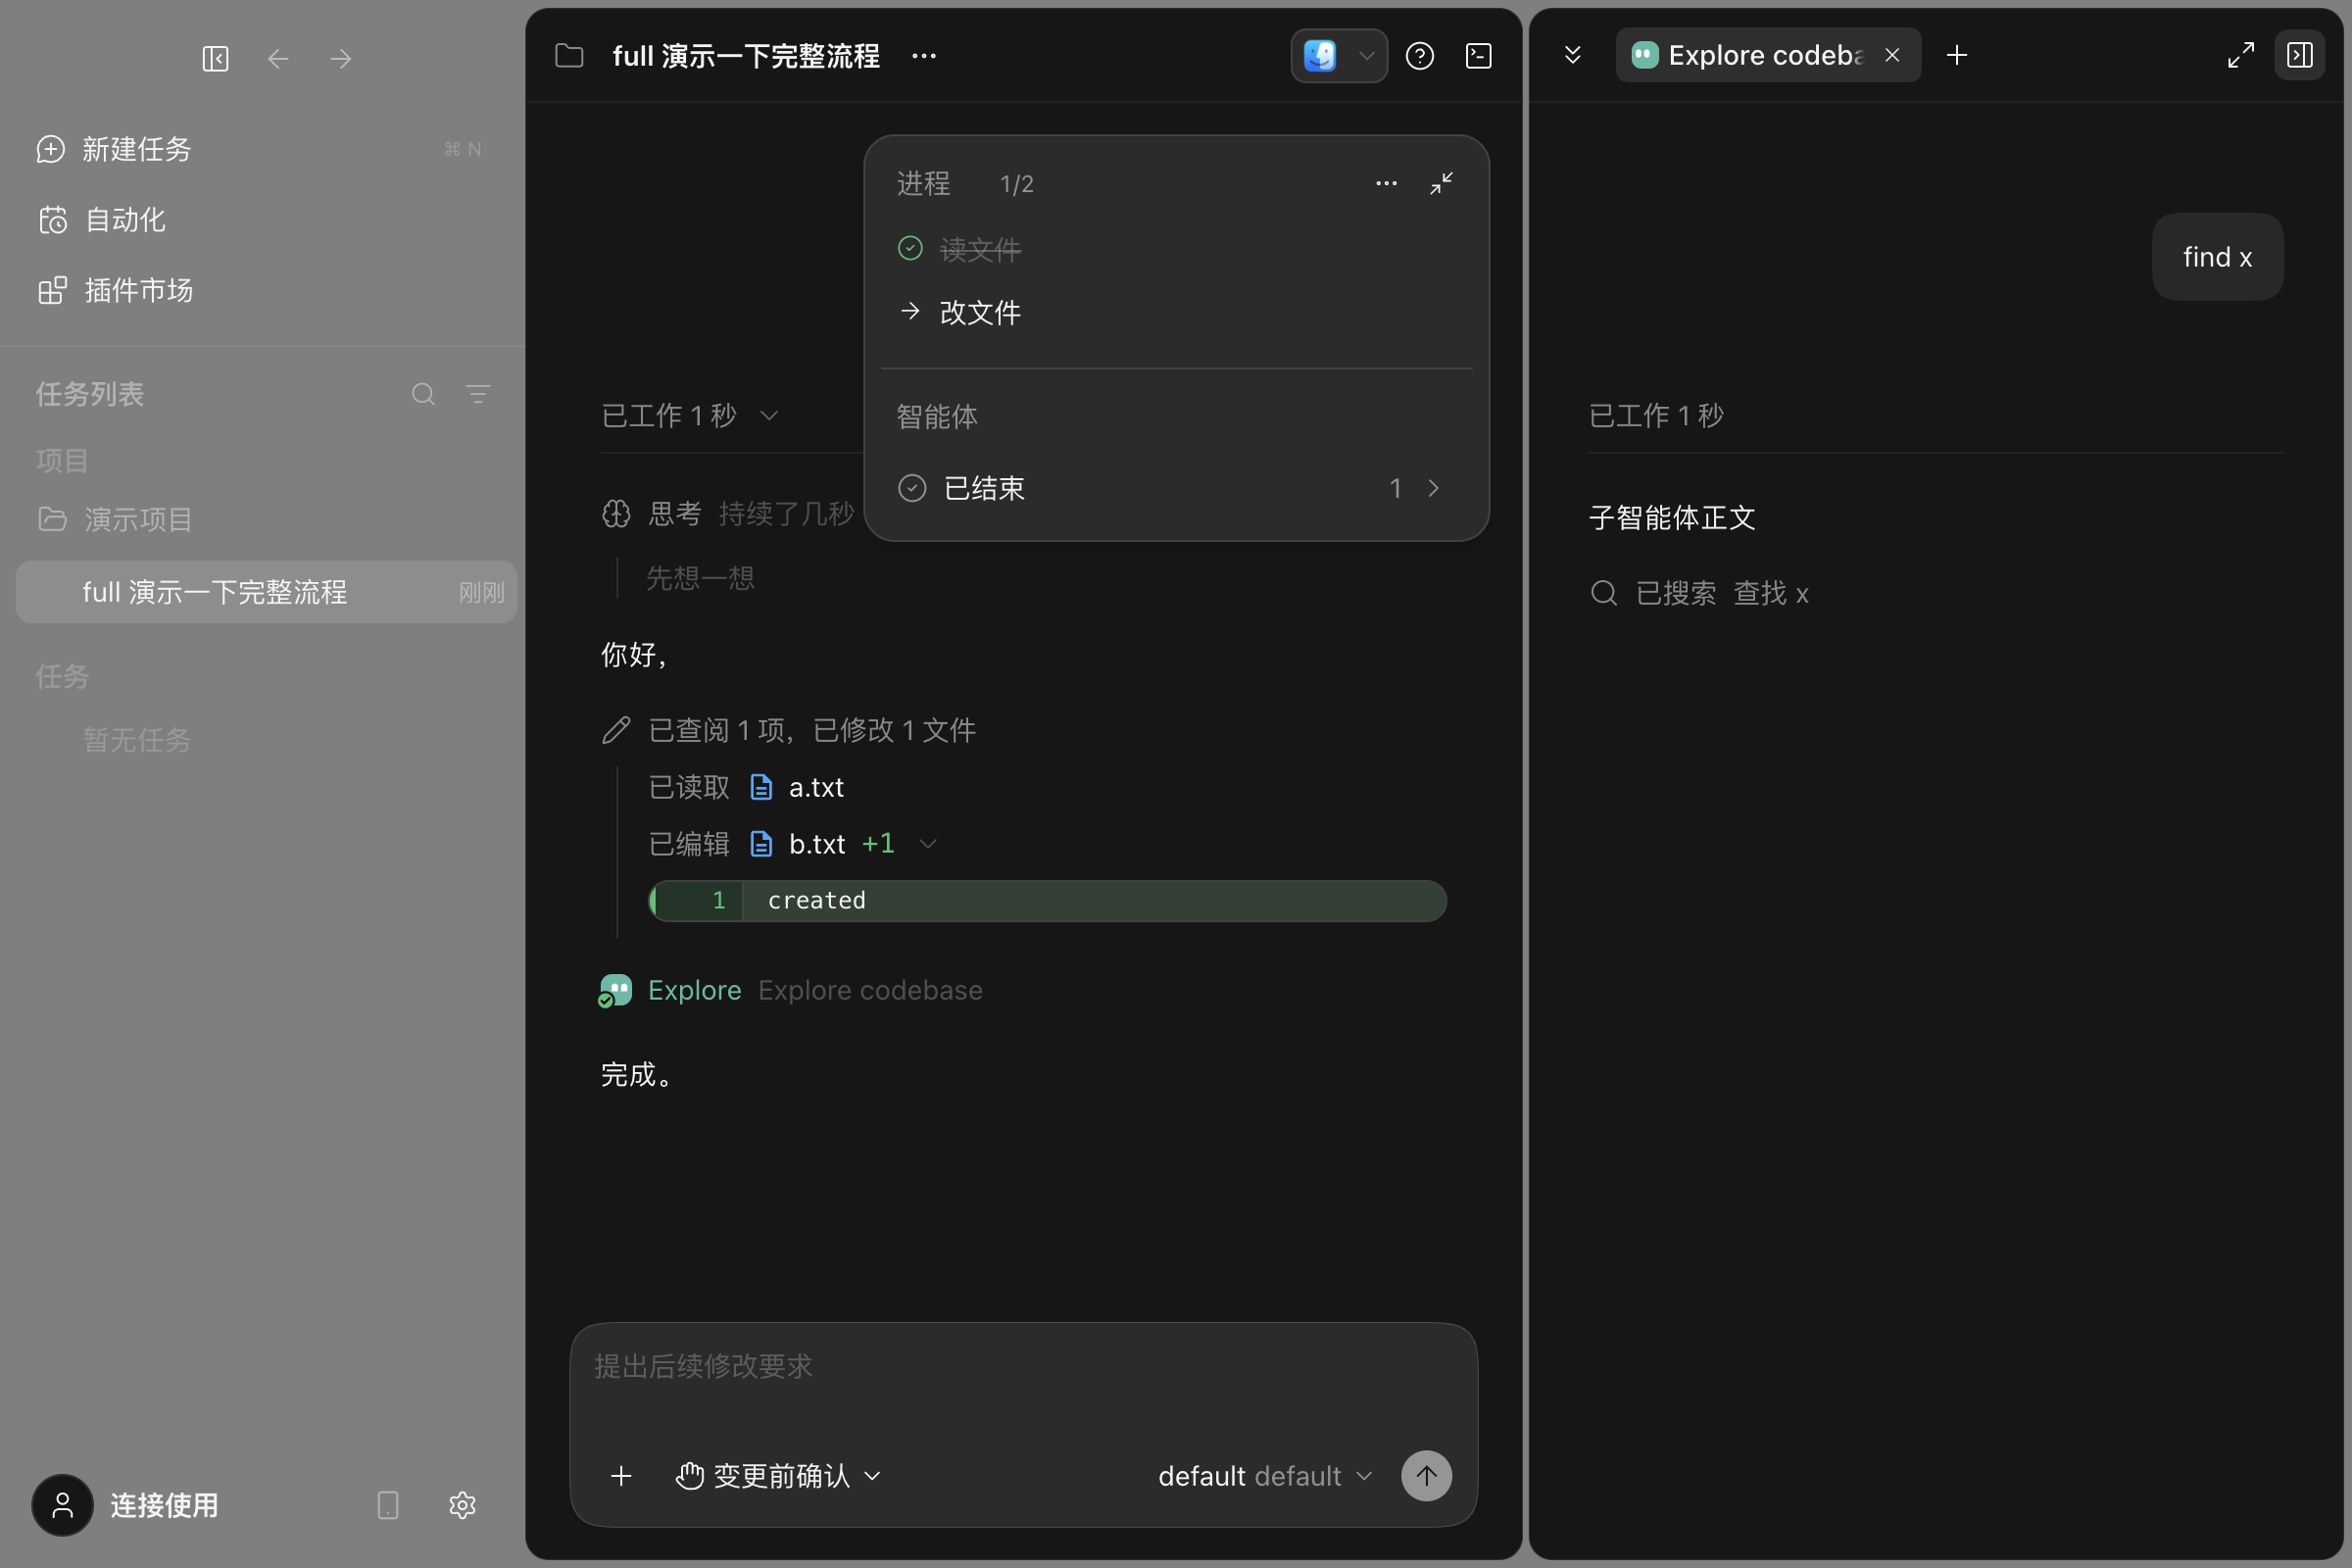 新建任务 ⌘ N
自动化
插件市场
任务列表
项目
演示项目
full 演示一下完整流程 刚刚
任务
暂无任务
连接使用
full 演示一下完整流程
进程 1/2
读文件
改文件
智能体
已结束 1
已工作 1 秒
思考 持续了几秒
先想一想
你好，
已查阅 1 项，已修改 1 文件
已读取 a.txt
已编辑 b.txt +1
1 created
Explore Explore codebase
完成。
提出后续修改要求
变更前确认
default default
Explore codeba
find x
已工作 1 秒
子智能体正文
已搜索 查找 x